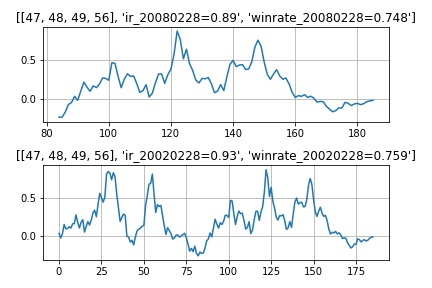 [[47, 48, 49, 56], 'ir_20080228=0.89', 'winrate_20080228=0.748']
0.5
0.0
80 100 120 140 160 180
[[47, 48, 49, 56], 'ir_20020228=0.93', 'winrate_20020228=0.759']
0.5
0.0
0 25 50 75 100 125 150 175